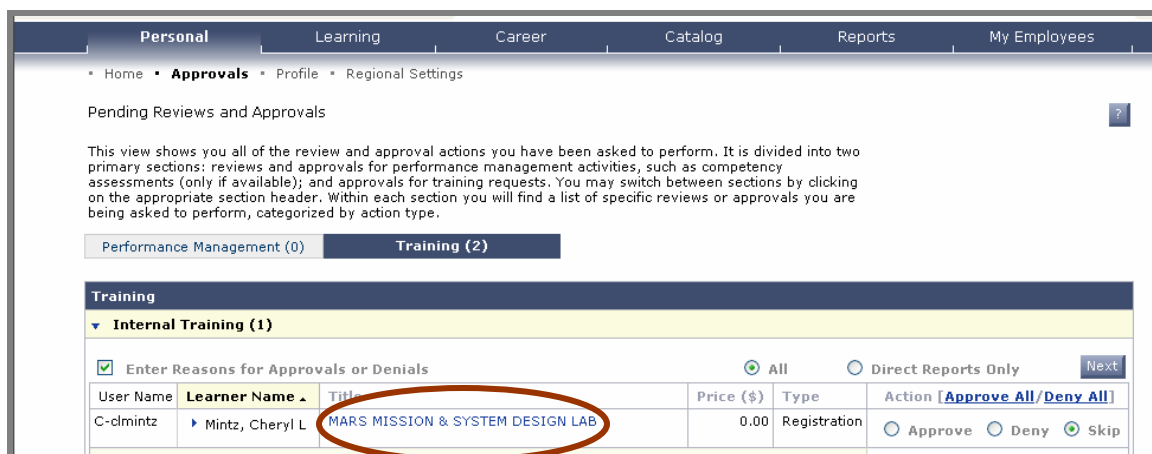 Personal Learning Career Catalog Reports My Employees
Home Approvals Profile Regional Settings
Pending Reviews and Approvals
?
This view shows you all of the review and approval actions you have been asked to perform. It is divided into two
primary sections: reviews and approvals for performance management activities, such as competency
assessments (only if available); and approvals for training requests. You may switch between sections by clicking
on the appropriate section header. Within each section you will find a list of specific reviews or approvals you are
being asked to perform, categorized by action type.
Performance Management (0) Training (2)
Training
Internal Training (1)
Enter Reasons for Approvals or Denials All Direct Reports Only Next
User Name Learner Name Title Price ($) Type Action [Approve All/Deny All]
C-clmintz Mintz, Cheryl L MARS MISSION & SYSTEM DESIGN LAB 0.00 Registration Approve Deny Skip